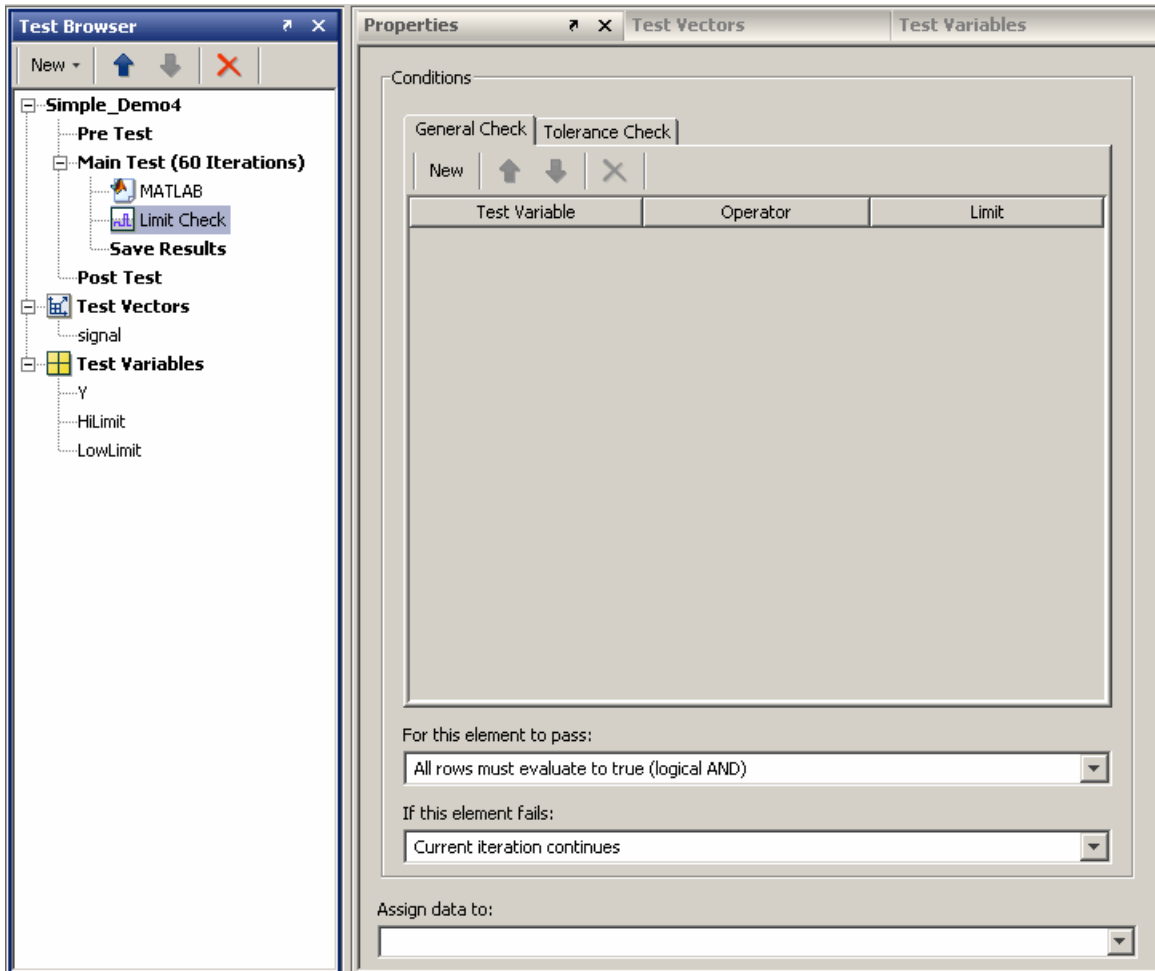 Test Browser
New
Simple_Demo4
Pre Test
Main Test (60 Iterations)
MATLAB
Limit Check
Save Results
Post Test
Test Vectors
signal
Test Variables
Y
HiLimit
LowLimit
Properties
Test Vectors
Test Variables
Conditions
General Check
Tolerance Check
New
Test Variable
Operator
Limit
For this element to pass:
All rows must evaluate to true (logical AND)
If this element fails:
Current iteration continues
Assign data to: